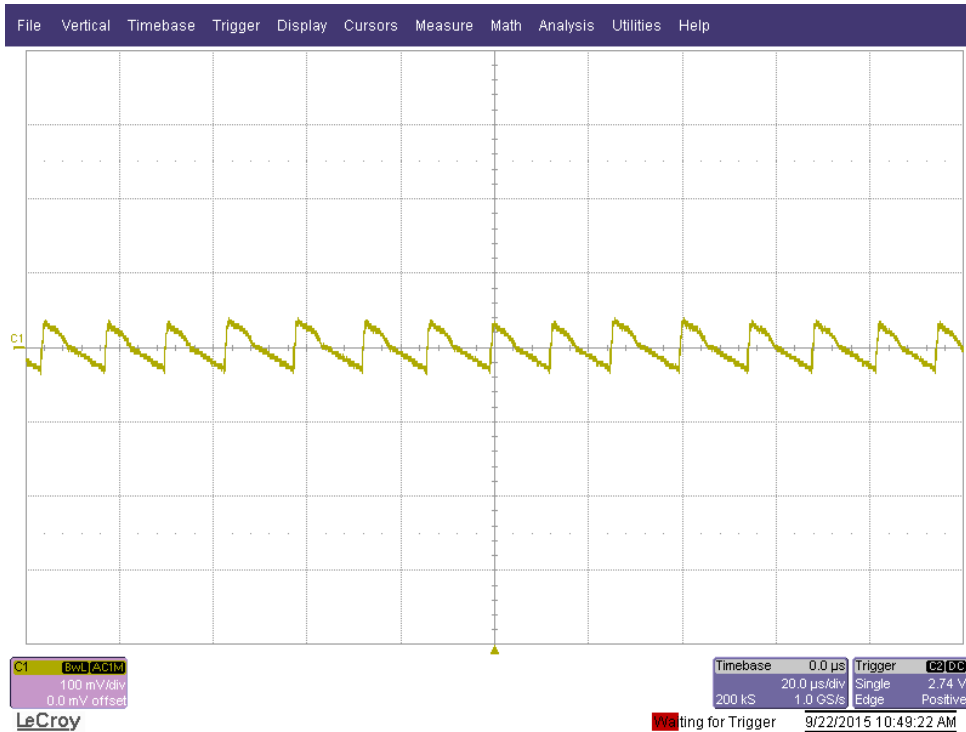 File Vertical Timebase Trigger Display Cursors Measure Math Analysis Utilities Help
C1
C1 BwL AC1M
100 mV/div
0.0 mV offset
Timebase 0.0 µs
20.0 µs/div
200 kS 1.0 GS/s
Trigger C2 DC
Single 2.74 V
Edge Positive
LeCroy
Waiting for Trigger
9/22/2015 10:49:22 AM